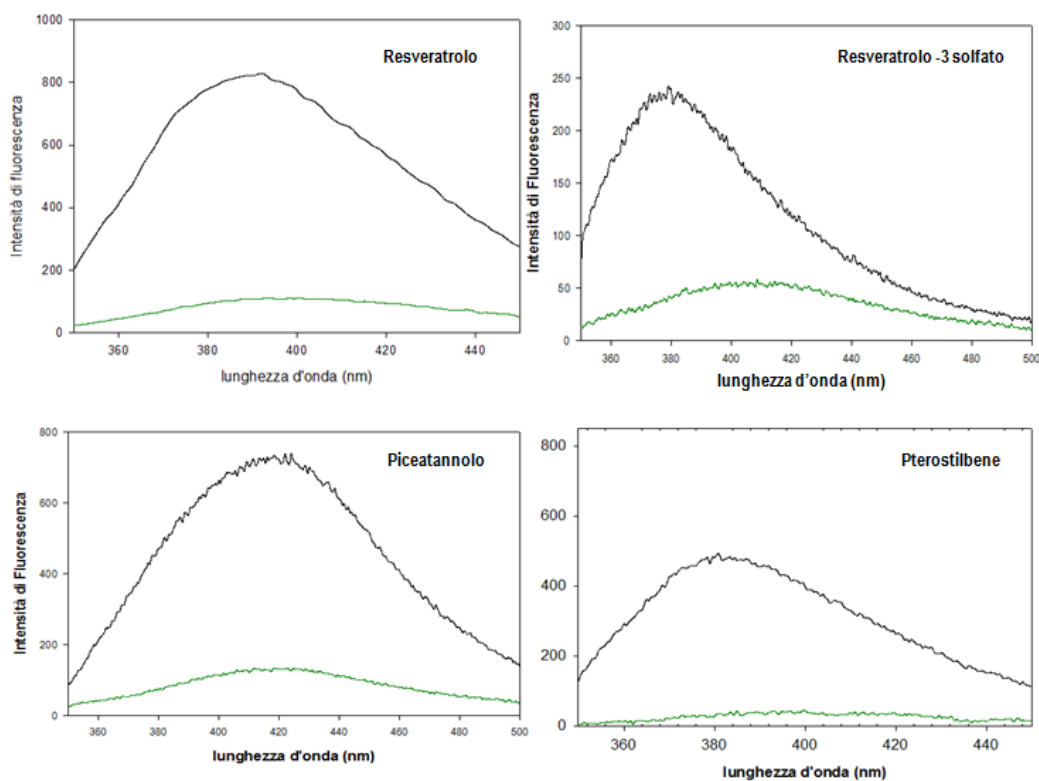 Resveratrolo
Intensità di fluorescenza
1000
800
600
400
200
0
360 380 400 420 440
lunghezza d'onda (nm)
Resveratrolo -3 solfato
Intensità di Fluorescenza
300
250
200
150
100
50
0
360 380 400 420 440 460 480 500
lunghezza d'onda (nm)
Piceatannolo
Intensità di Fluorescenza
800
600
400
200
0
360 380 400 420 440 460 480 500
lunghezza d'onda (nm)
Pterostilbene
800
600
400
200
0
360 380 400 420 440
lunghezza d'onda (nm)